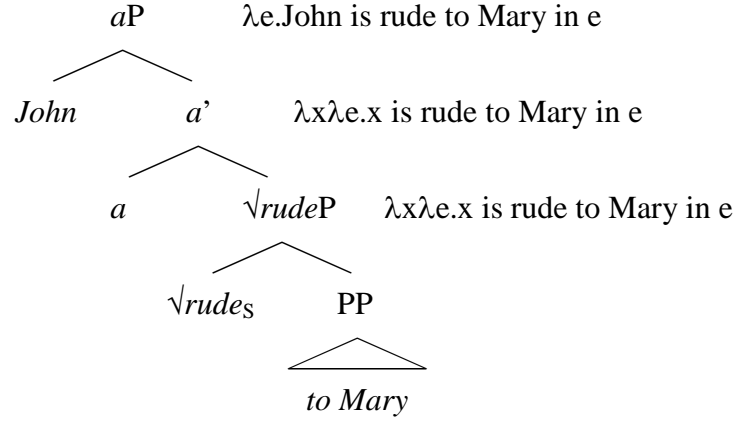 aP λe.John is rude to Mary in e
John a’ λxλe.x is rude to Mary in e
a √rudeP λxλe.x is rude to Mary in e
√rudeS PP
to Mary